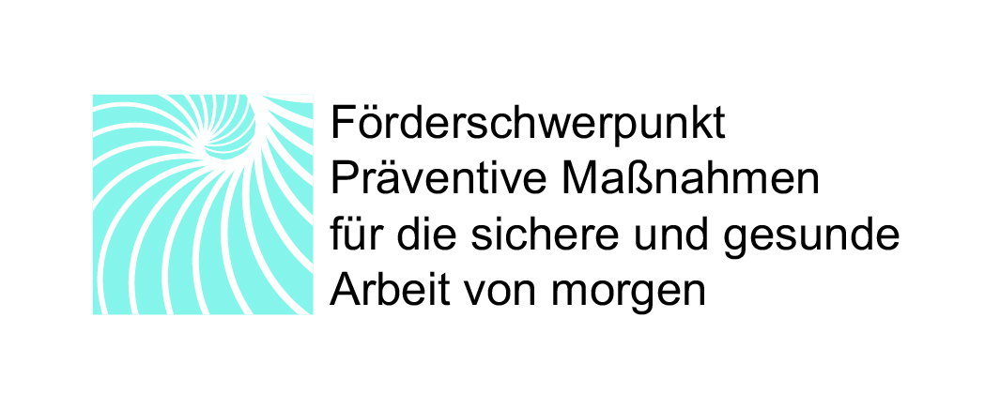 Förderschwerpunkt
Präventive Maßnahmen
für die sichere und gesunde
Arbeit von morgen